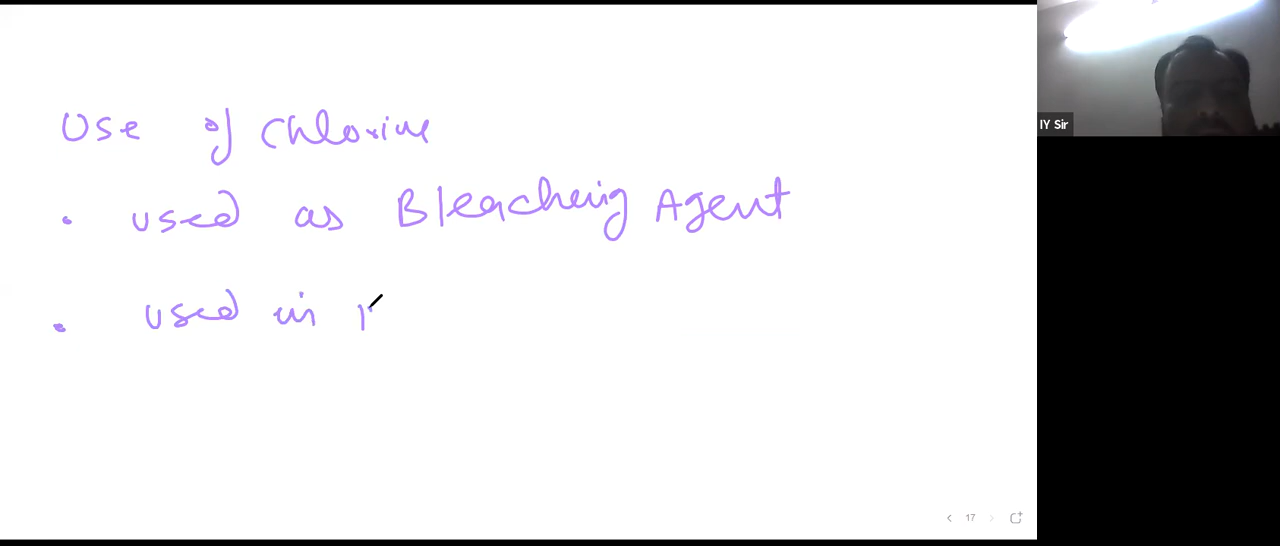 Use of Chlorine
• used as Bleaching Agent
• used in
IY Sir
17